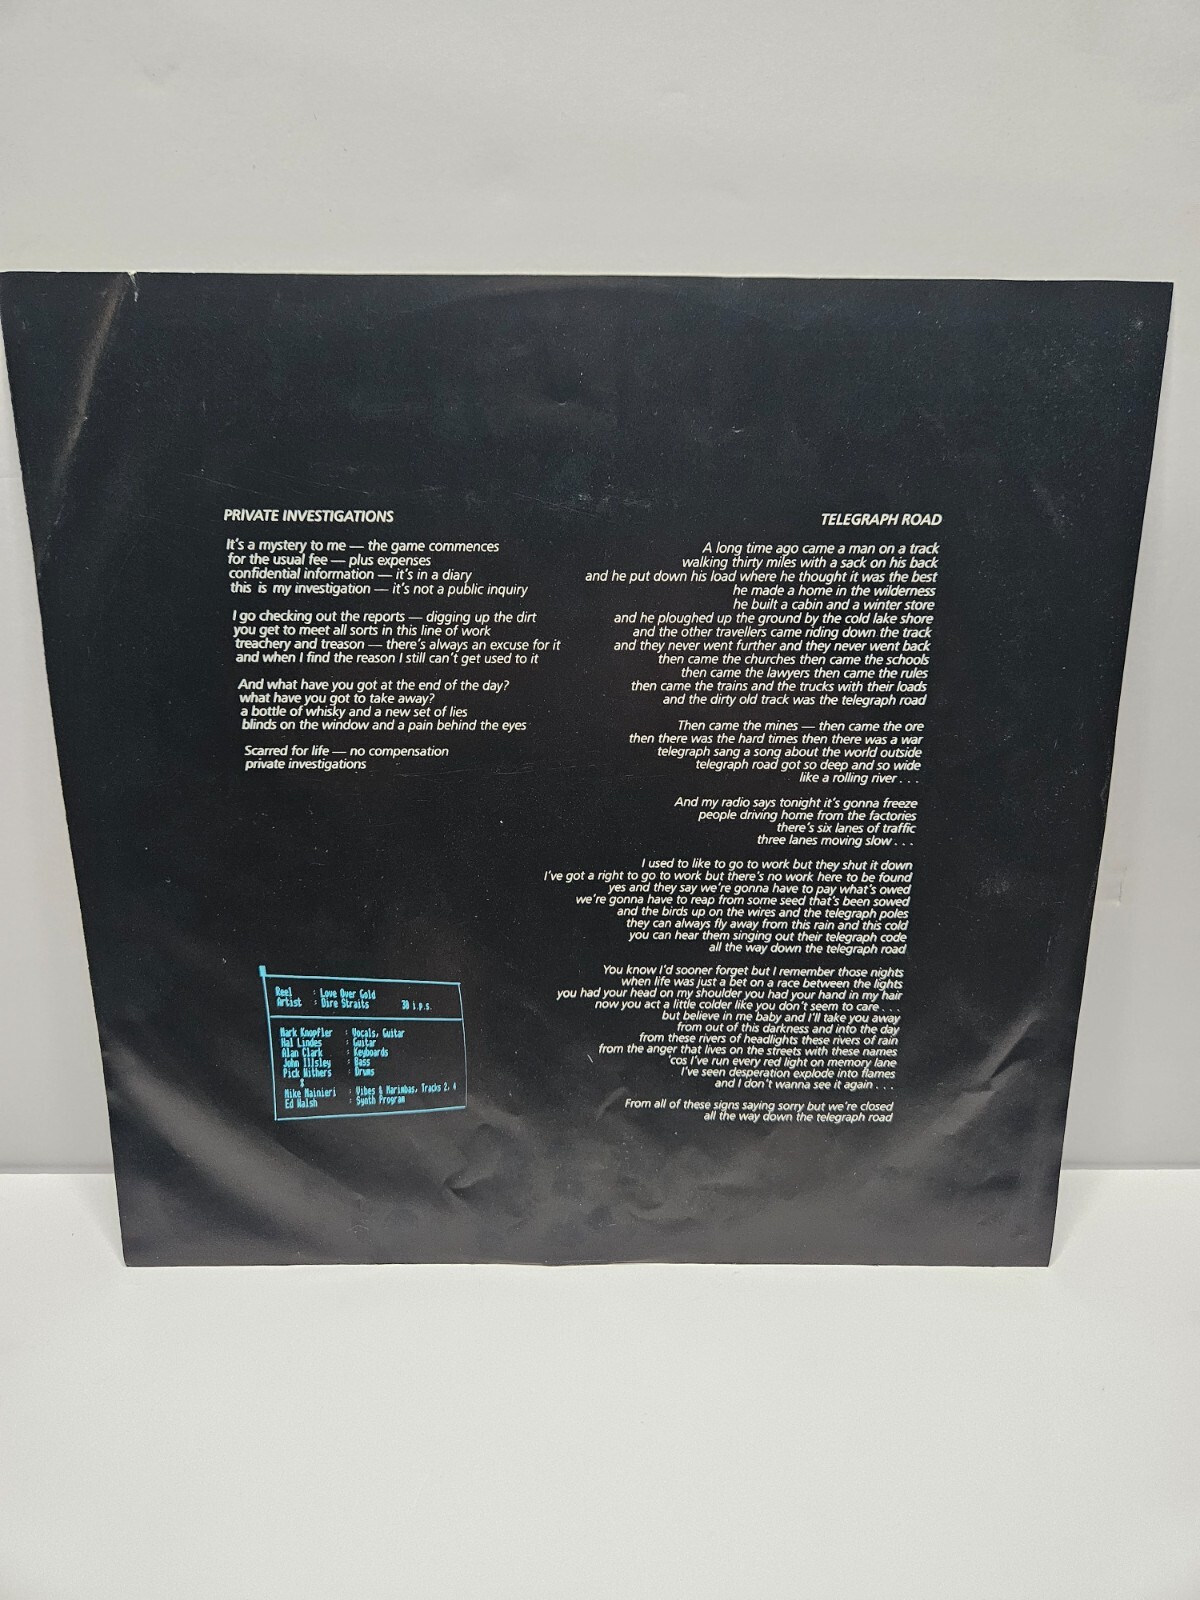 PRIVATE INVESTIGATIONS
It's a mystery to me — the game commences
for the usual fee — plus expenses
confidential information — it's in a diary
this is my investigation — it's not a public inquiry
I go checking out the reports — digging up the dirt
you get to meet all sorts in this line of work
treachery and treason — there's always an excuse for it
and when I find the reason I still can't get used to it
And what have you got at the end of the day?
what have you got to take away?
a bottle of whisky and a new set of lies
blinds on the window and a pain behind the eyes
Scarred for life — no compensation
private investigations
TELEGRAPH ROAD
A long time ago came a man on a track
walking thirty miles with a sack on his back
and he put down his load where he thought it was the best
he made a home in the wilderness
he built a cabin and a winter store
and he ploughed up the ground by the cold lake shore
and the other travellers came riding down the track
and they never went further and they never went back
then came the churches then came the schools
then came the lawyers then came the rules
then came the trains and the trucks with their loads
and the dirty old track was the telegraph road
Then came the mines — then came the ore
then there was the hard times then there was a war
telegraph sang a song about the world outside
telegraph road got so deep and so wide
like a rolling river . . .
And my radio says tonight it's gonna freeze
people driving home from the factories
there's six lanes of traffic
three lanes moving slow . . .
I used to like to go to work but they shut it down
I've got a right to go to work but there's no work here to be found
yes and they say we're gonna have to pay what's owed
we're gonna have to reap from some seed that's been sowed
and the birds up on the wires and the telegraph poles
they can always fly away from this rain and this cold
you can hear them singing out their telegraph code
all the way down the telegraph road
You know I'd sooner forget but I remember those nights
when life was just a bet on a race between the lights
you had your head on my shoulder you had your hand in my hair
now you act a little colder like you don't seem to care . . .
but believe in me baby and I'll take you away
from out of this darkness and into the day
from these rivers of headlights these rivers of rain
from the anger that lives on the streets with these names
'cos I've run every red light on memory lane
I've seen desperation explode into flames
and I don't wanna see it again . . .
From all of these signs saying sorry but we're closed
all the way down the telegraph road
Reel : Love Over Gold
Artist : Dire Straits 30 i.p.s.
Mark Knopfler : Vocals, Guitar
Hal Lindes : Guitar
Alan Clark : Keyboards
John Illsley : Bass
Pick Withers : Drums
&
Mike Mainieri : Vibes & Marimbas, Tracks 2, 4
Ed Walsh : Synth Program